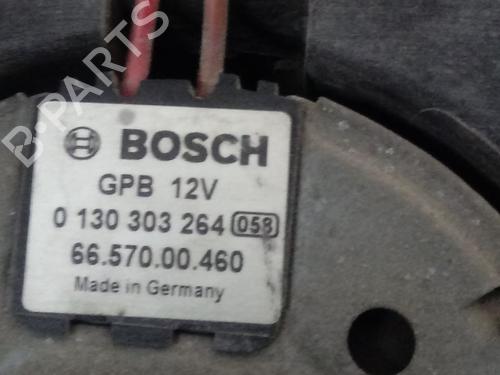 B-PARTS
BOSCH
GPB 12V
0 130 303 264 058
66.570.00.460
Made in Germany